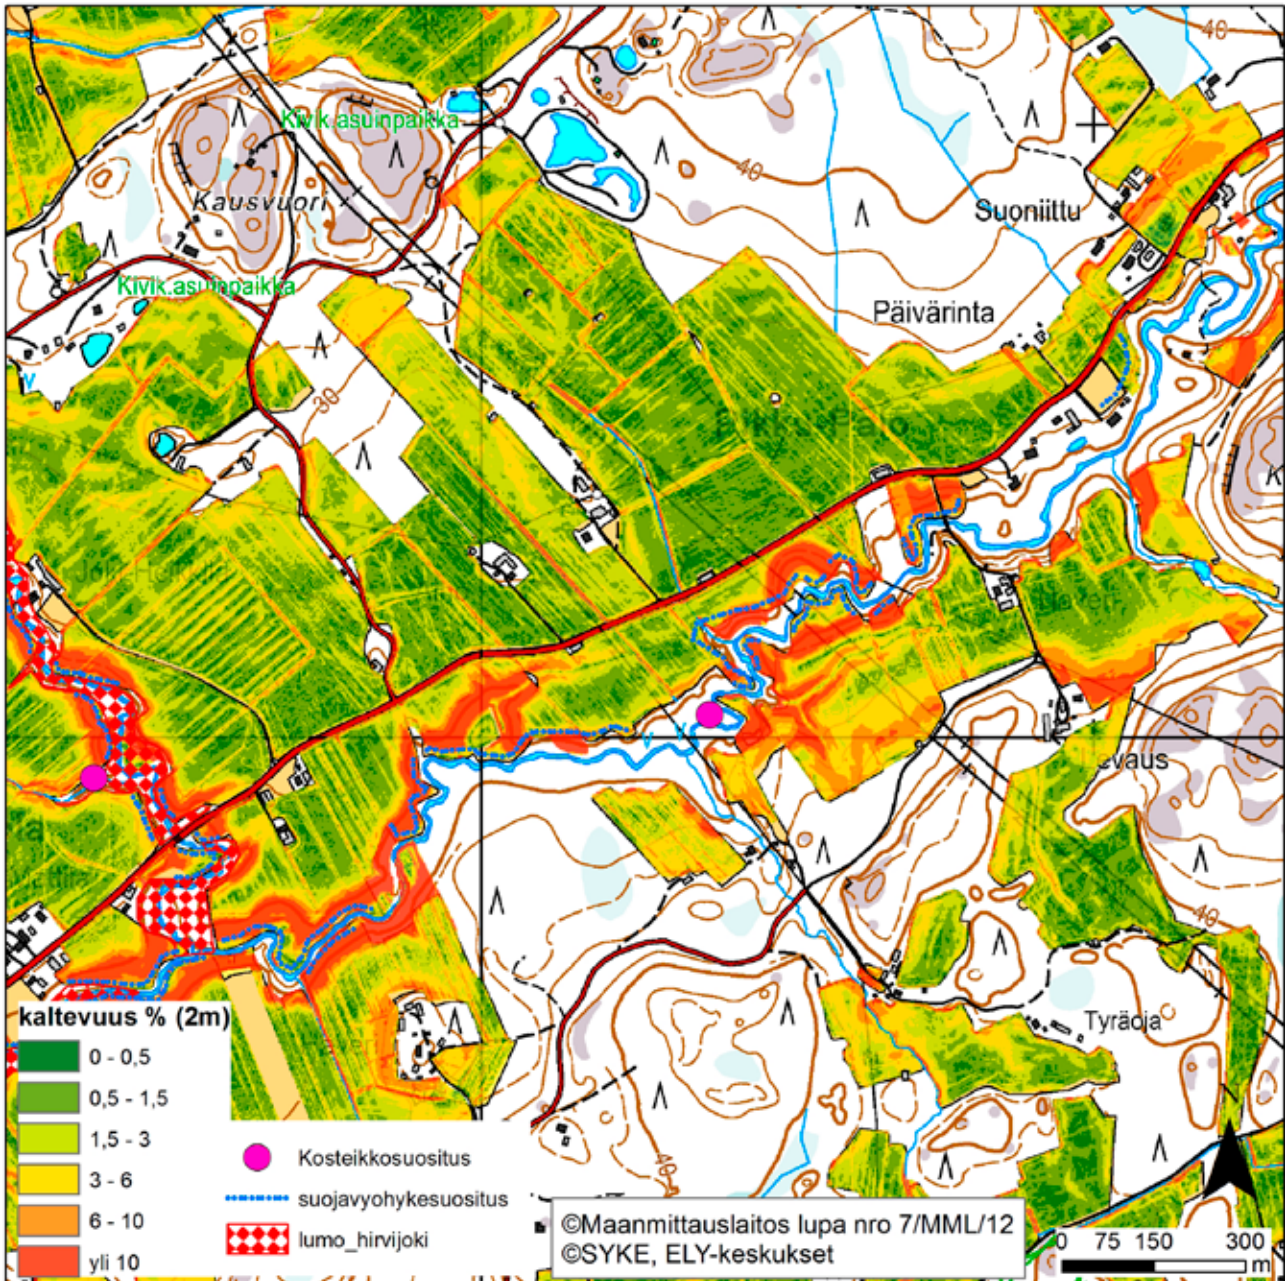 40
Kivik.asuinpaikka
Kausvuori
40
Suoniittu
Kivik.asuinpaikka
Päivärinta
30
40
Tyräoja
40
kaltevuus % (2m)
0 - 0,5
0,5 - 1,5
1,5 - 3
3 - 6
6 - 10
yli 10
Kosteikkosuositus
suojavyohykesuositus
lumo_hirvijoki
©Maanmittauslaitos lupa nro 7/MML/12
©SYKE, ELY-keskukset
0 75 150 300
m